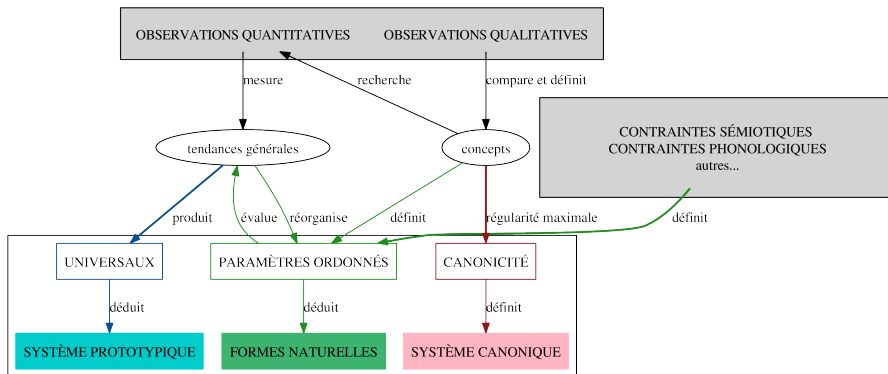 OBSERVATIONS QUANTITATIVES
OBSERVATIONS QUALITATIVES
mesure
recherche
compare et définit
CONTRAINTES SÉMIOTIQUES
CONTRAINTES PHONOLOGIQUES
autres...
tendances générales
concepts
produit
évalue
réorganise
définit
régularité maximale
définit
UNIVERSAUX
PARAMÈTRES ORDONNÉS
CANONICITÉ
déduit
déduit
définit
SYSTÈME PROTOTYPIQUE
FORMES NATURELLES
SYSTÈME CANONIQUE